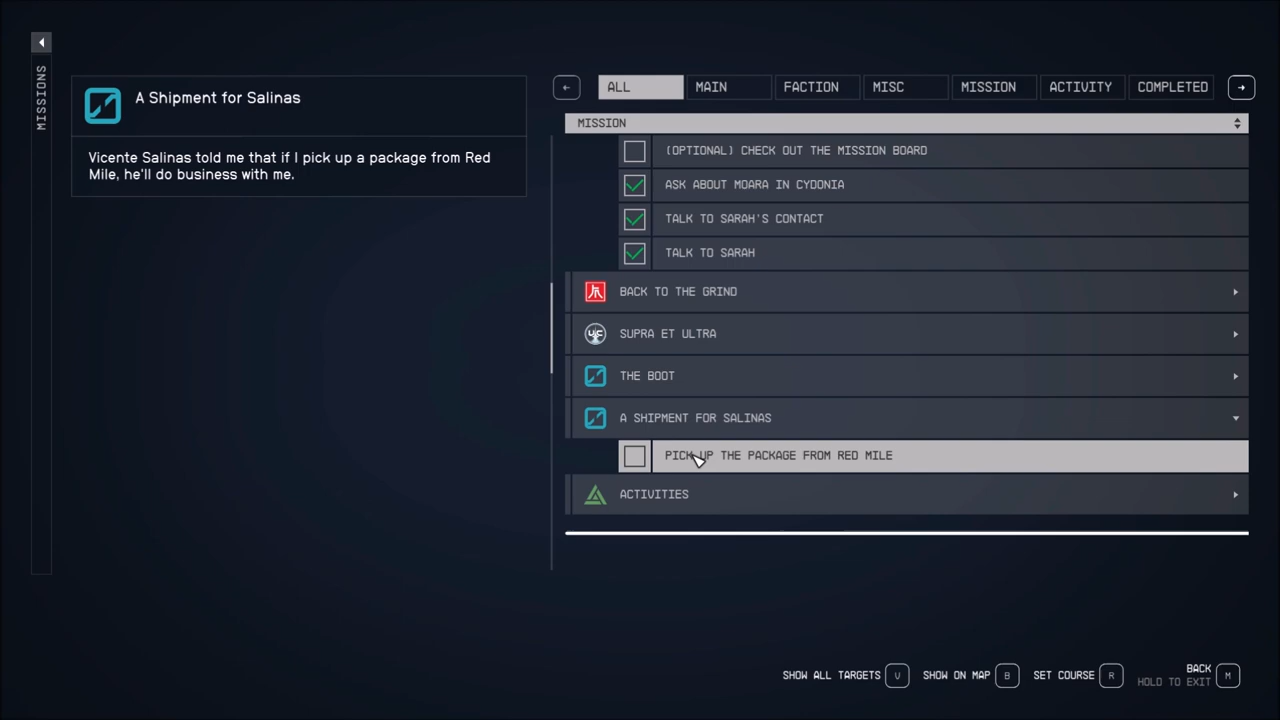 MISSIONS
A Shipment for Salinas
Vicente Salinas told me that if I pick up a package from Red
Mile, he'll do business with me.
ALL MAIN FACTION MISC MISSION ACTIVITY COMPLETED
MISSION
(OPTIONAL) CHECK OUT THE MISSION BOARD
ASK ABOUT MOARA IN CYDONIA
TALK TO SARAH'S CONTACT
TALK TO SARAH
BACK TO THE GRIND
UC SUPRA ET ULTRA
THE BOOT
A SHIPMENT FOR SALINAS
PICK UP THE PACKAGE FROM RED MILE
ACTIVITIES
SHOW ALL TARGETS V SHOW ON MAP B SET COURSE R BACK M
HOLD TO EXIT